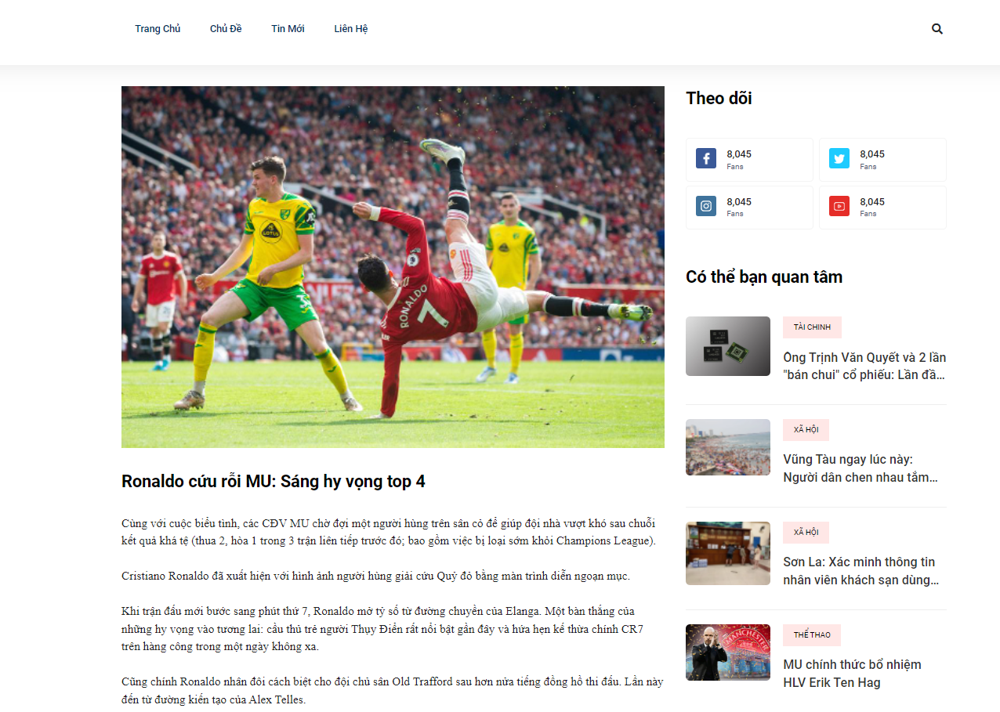 Trang Chủ
Chủ Đề
Tin Mới
Liên Hệ
LOTUS
RONALDO
7
Ronaldo cứu rỗi MU: Sáng hy vọng top 4
Cùng với cuộc biểu tình, các CĐV MU chờ đợi một người hùng trên sân cỏ để giúp đội nhà vượt khó sau chuỗi
kết quả khá tệ (thua 2, hòa 1 trong 3 trận liên tiếp trước đó; bao gồm việc bị loại sớm khỏi Champions League).
Cristiano Ronaldo đã xuất hiện với hình ảnh người hùng giải cứu Quỷ đỏ bằng màn trình diễn ngoạn mục.
Khi trận đấu mới bước sang phút thứ 7, Ronaldo mở tỷ số từ đường chuyền của Elanga. Một bàn thắng của
những hy vọng vào tương lai: cầu thủ trẻ người Thụy Điển rất nổi bật gần đây và hứa hẹn kế thừa chính CR7
trên hàng công trong một ngày không xa.
Cũng chính Ronaldo nhân đôi cách biệt cho đội chủ sân Old Trafford sau hơn nửa tiếng đồng hồ thi đấu. Lần này
đến từ đường kiến tạo của Alex Telles.
Theo dõi
8,045
Fans
8,045
Fans
8,045
Fans
8,045
Fans
Có thể bạn quan tâm
TÀI CHINH
Ông Trịnh Văn Quyết và 2 lần
"bán chui" cổ phiếu: Lần đầ...
XÃ HỘI
Vũng Tàu ngay lúc này:
Người dân chen nhau tắm...
XÃ HỘI
Sơn La: Xác minh thông tin
nhân viên khách sạn dùng...
THỂ THAO
MANCHESTER
MU chính thức bổ nhiệm
HLV Erik Ten Hag